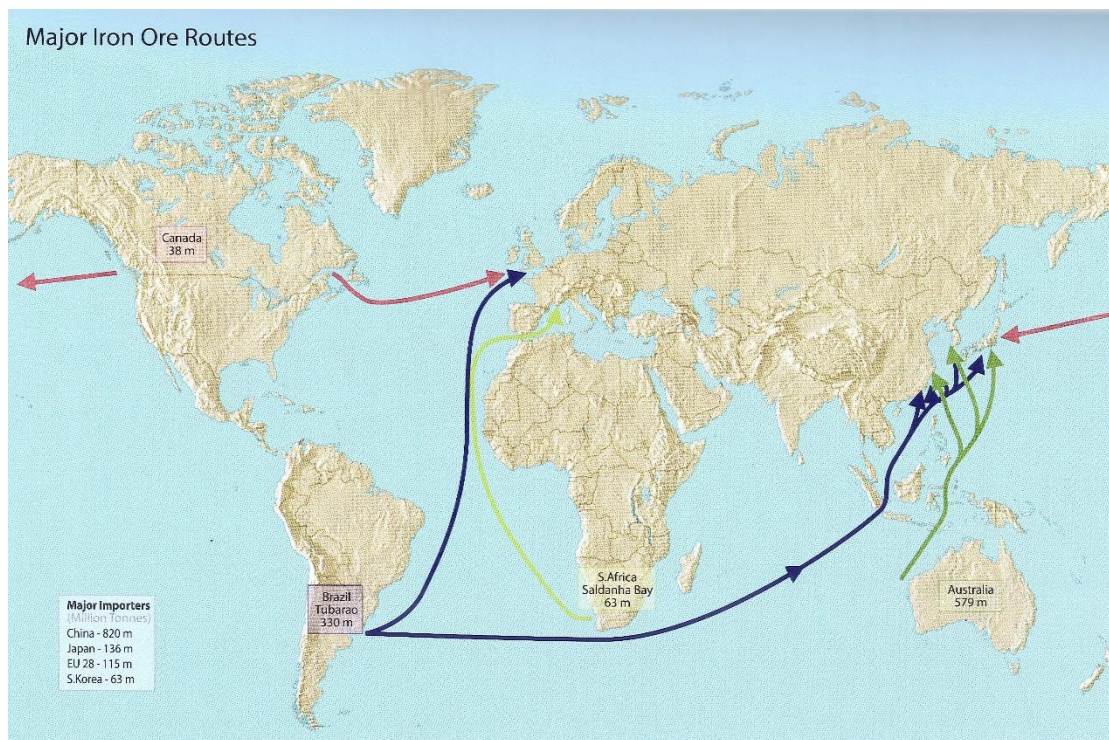 Major Iron Ore Routes
Canada
38 m
Brazil
Tubarao
330 m
S.Africa
Saldanha Bay
63 m
Australia
579 m
Major Importers
(Million Tonnes)
China - 820 m
Japan - 136 m
EU 28 - 115 m
S.Korea - 63 m